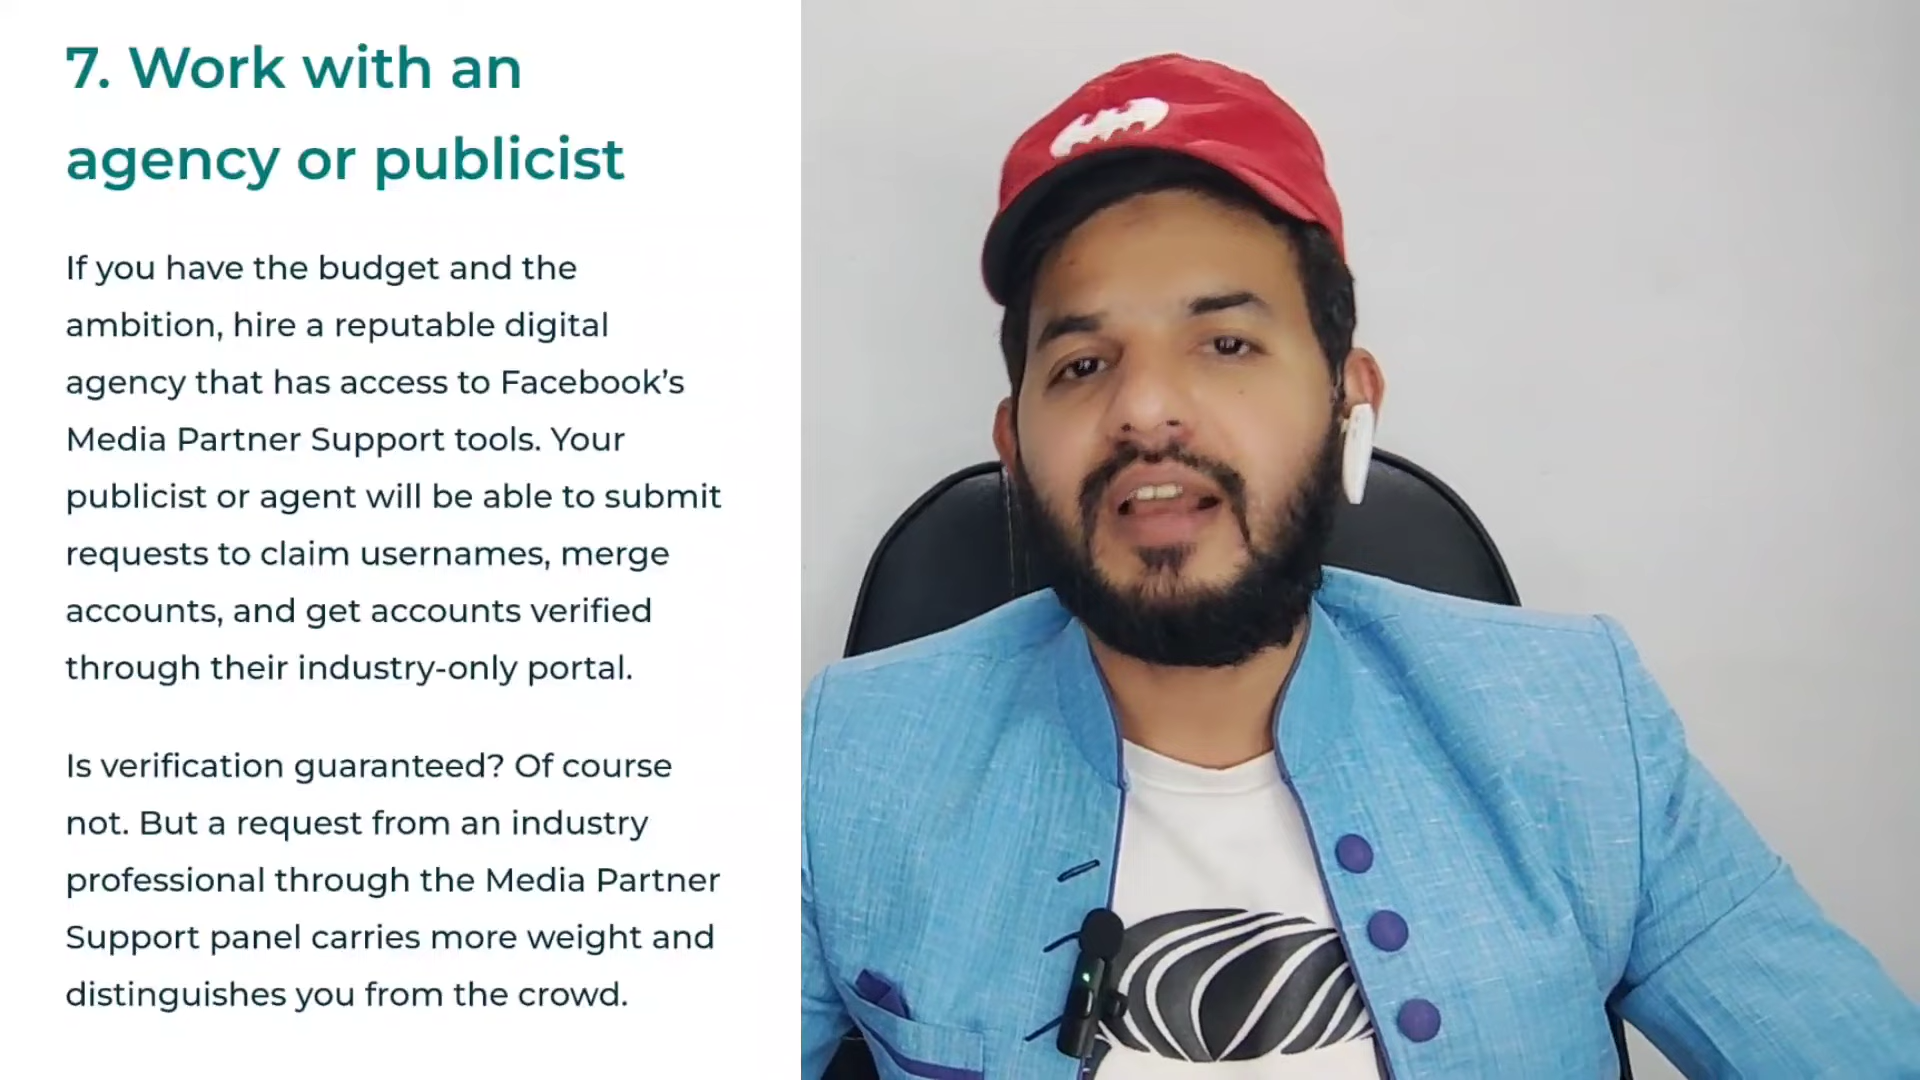 7. Work with an
agency or publicist
If you have the budget and the
ambition, hire a reputable digital
agency that has access to Facebook’s
Media Partner Support tools. Your
publicist or agent will be able to submit
requests to claim usernames, merge
accounts, and get accounts verified
through their industry-only portal.
Is verification guaranteed? Of course
not. But a request from an industry
professional through the Media Partner
Support panel carries more weight and
distinguishes you from the crowd.